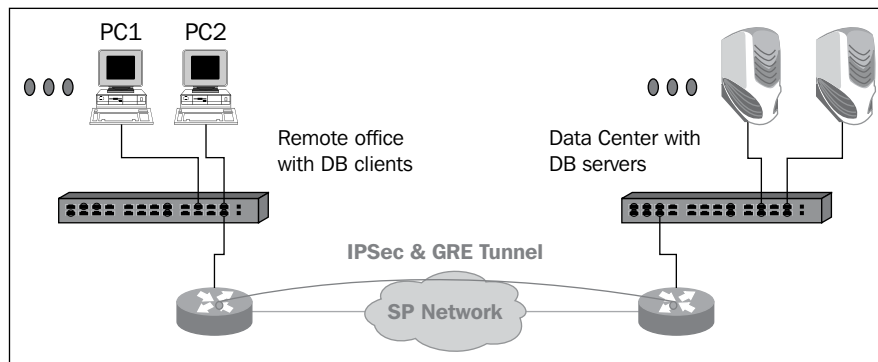 PC1
PC2
Remote office
with DB clients
Data Center with
DB servers
IPSec & GRE Tunnel
SP Network